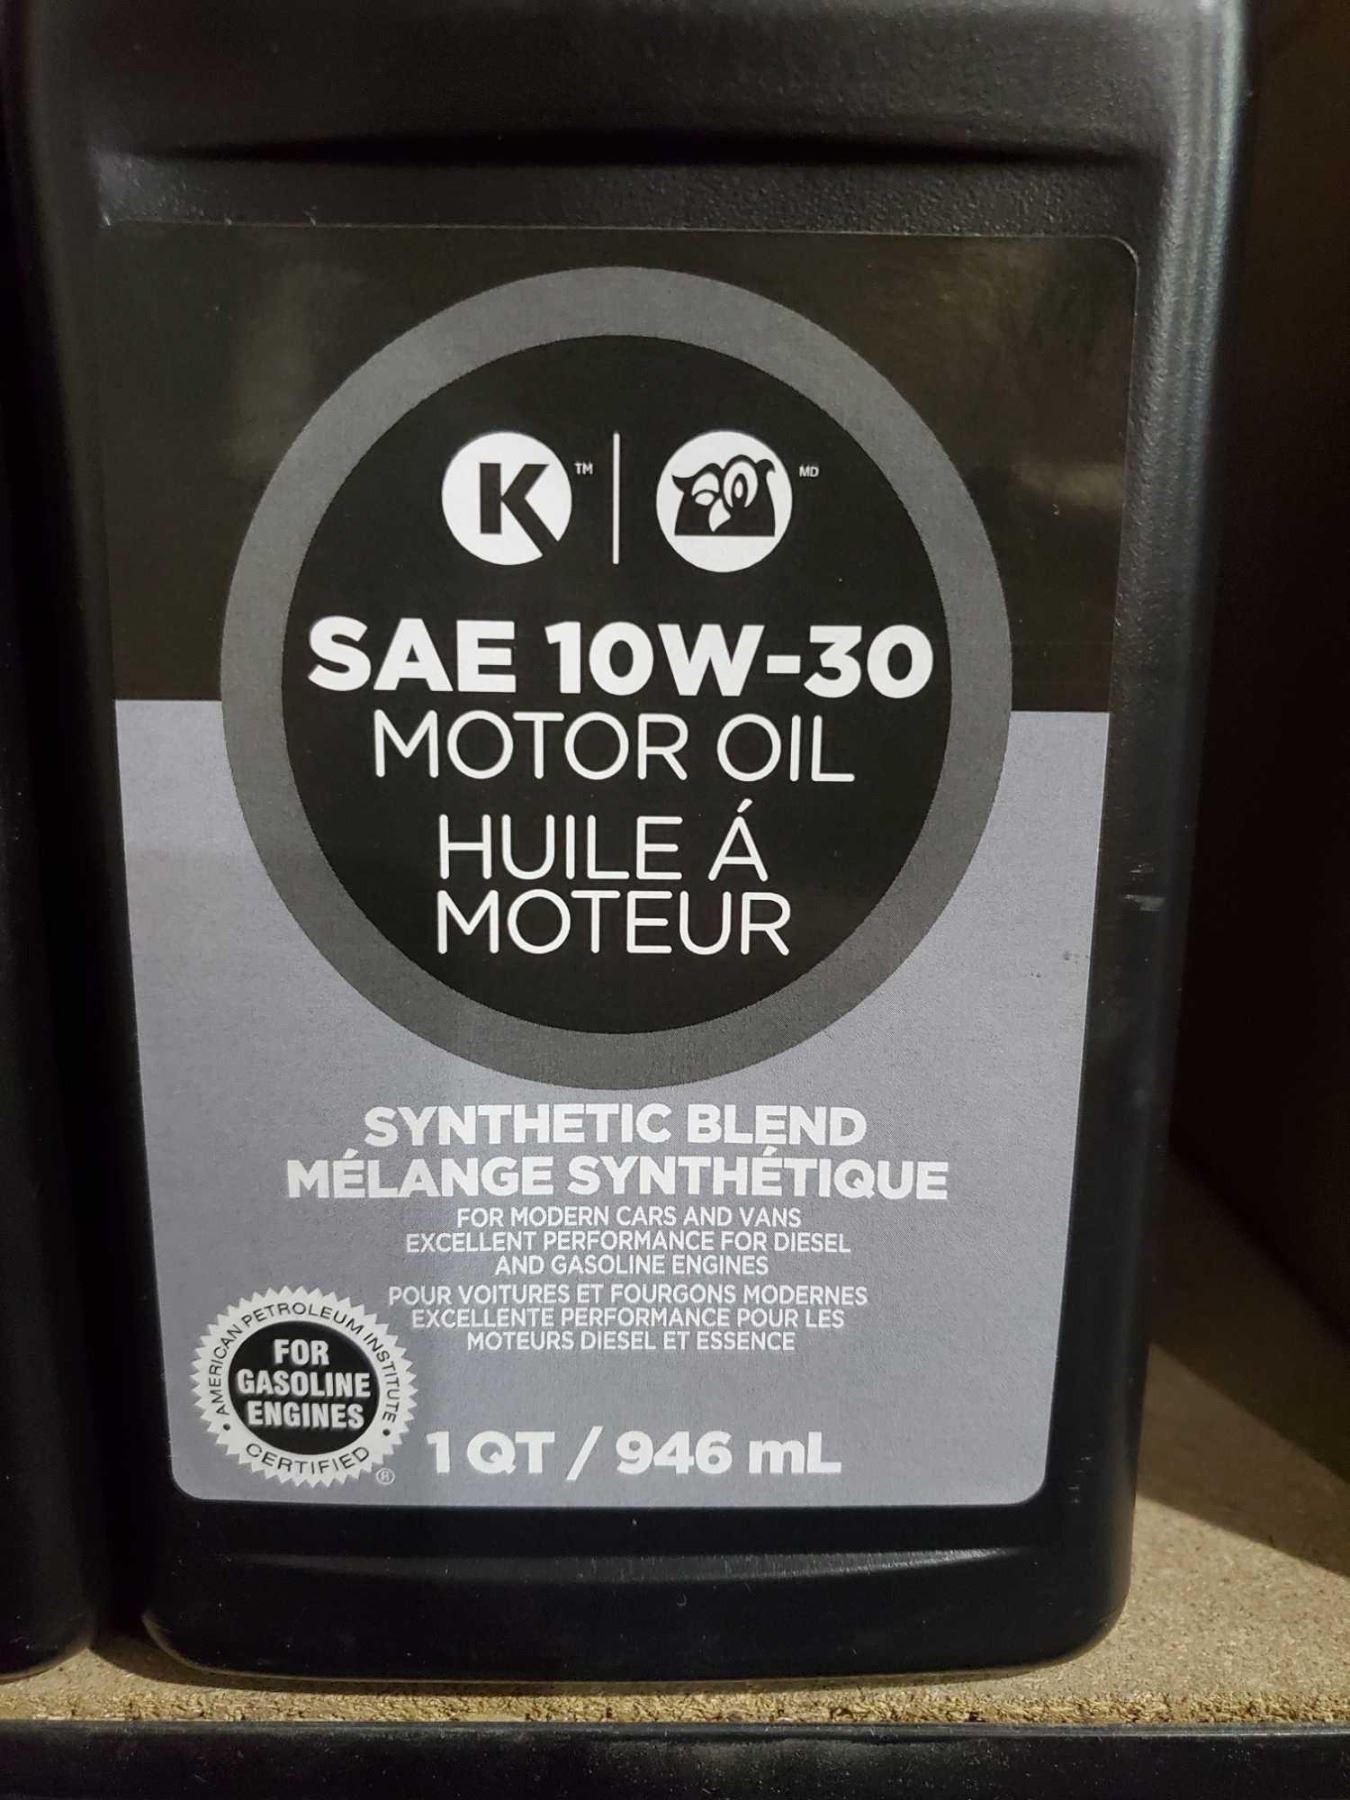 K™ | MD
SAE 10W-30
MOTOR OIL
HUILE Á
MOTEUR
SYNTHETIC BLEND
MÉLANGE SYNTHÉTIQUE
FOR MODERN CARS AND VANS
EXCELLENT PERFORMANCE FOR DIESEL
AND GASOLINE ENGINES
POUR VOITURES ET FOURGONS MODERNES
EXCELLENTE PERFORMANCE POUR LES
MOTEURS DIESEL ET ESSENCE
AMERICAN PETROLEUM INSTITUTE
FOR
GASOLINE
ENGINES
CERTIFIED ®
1 QT / 946 mL